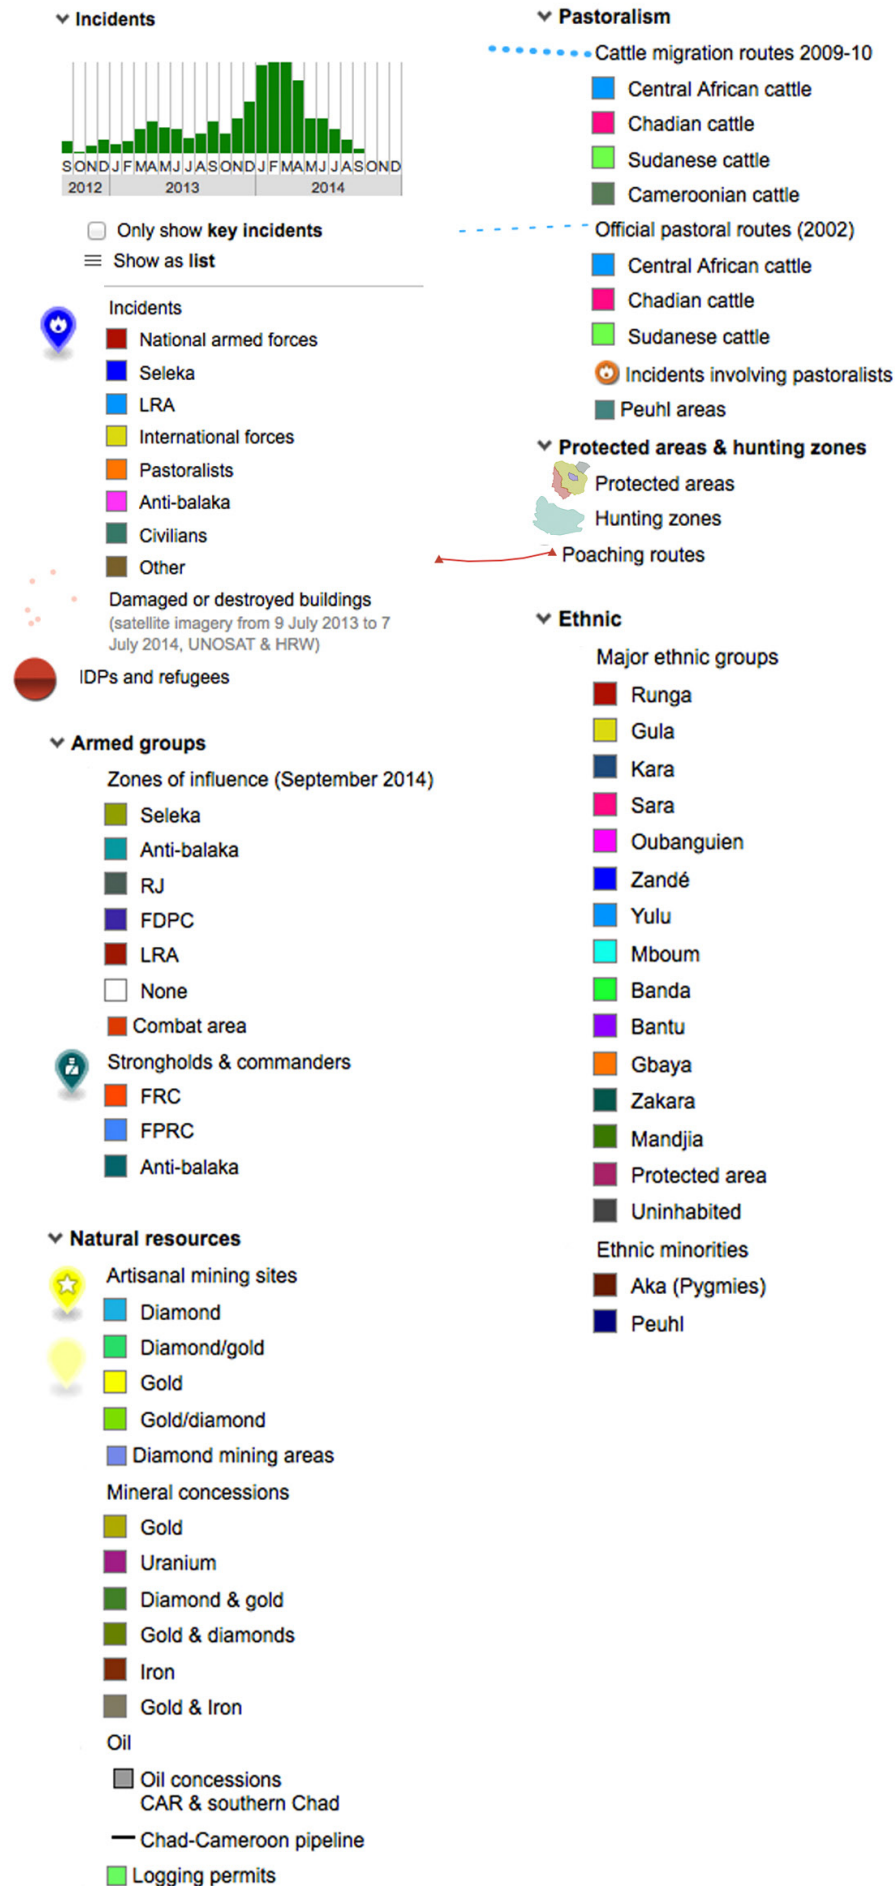 Incidents
S O N D J F M A M J J A S O N D J F M A M J J A S O N D
2012 2013 2014
Only show key incidents
Show as list
Incidents
National armed forces
Seleka
LRA
International forces
Pastoralists
Anti-balaka
Civilians
Other
Damaged or destroyed buildings
(satellite imagery from 9 July 2013 to 7
July 2014, UNOSAT & HRW)
IDPs and refugees
Armed groups
Zones of influence (September 2014)
Seleka
Anti-balaka
RJ
FDPC
LRA
None
Combat area
Strongholds & commanders
FRC
FPRC
Anti-balaka
Natural resources
Artisanal mining sites
Diamond
Diamond/gold
Gold
Gold/diamond
Diamond mining areas
Mineral concessions
Gold
Uranium
Diamond & gold
Gold & diamonds
Iron
Gold & Iron
Oil
Oil concessions
CAR & southern Chad
Chad-Cameroon pipeline
Logging permits
Pastoralism
Cattle migration routes 2009-10
Central African cattle
Chadian cattle
Sudanese cattle
Cameroonian cattle
Official pastoral routes (2002)
Central African cattle
Chadian cattle
Sudanese cattle
Incidents involving pastoralists
Peuhl areas
Protected areas & hunting zones
Protected areas
Hunting zones
Poaching routes
Ethnic
Major ethnic groups
Runga
Gula
Kara
Sara
Oubanguien
Zandé
Yulu
Mboum
Banda
Bantu
Gbaya
Zakara
Mandjia
Protected area
Uninhabited
Ethnic minorities
Aka (Pygmies)
Peuhl